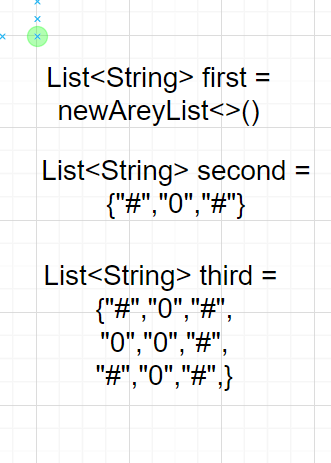 List<String> first =
newAreyList<>()
List<String> second =
{"#","0","#"}
List<String> third =
{"#","0","#",
"0","0","#",
"#","0","#",}